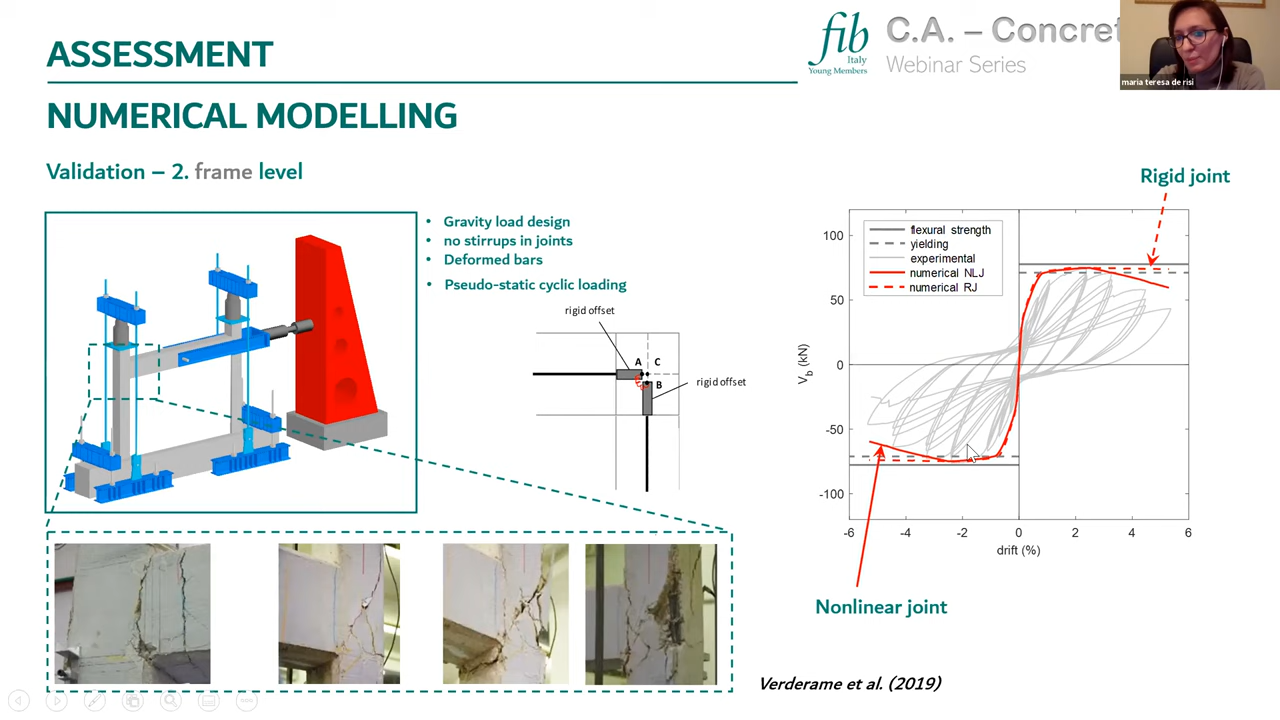 ASSESSMENT
fib
Italy
Young Members
C.A. – Concret
Webinar Series
maria teresa de risi
NUMERICAL MODELLING
Validation – 2. frame level
• Gravity load design
• no stirrups in joints
• Deformed bars
• Pseudo-static cyclic loading
rigid offset
A C
B
rigid offset
Rigid joint
flexural strength
yielding
experimental
numerical NLJ
numerical RJ
100
50
0
-50
-100
Vb (kN)
-6 -4 -2 0 2 4 6
drift (%)
Nonlinear joint
Verderame et al. (2019)